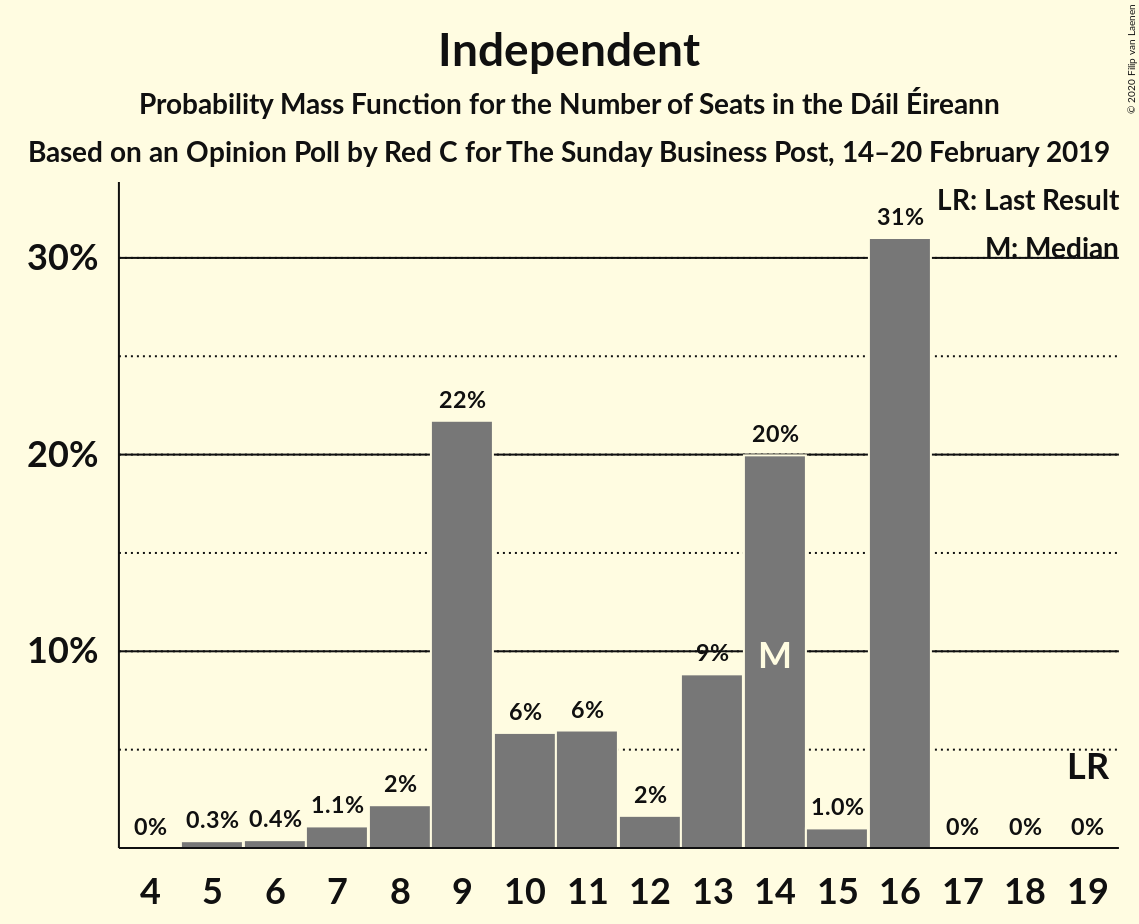 Independent
Probability Mass Function for the Number of Seats in the Dáil Éireann
Based on an Opinion Poll by Red C for The Sunday Business Post, 14–20 February 2019
© 2020 Filip van Laenen
LR: Last Result
M: Median
30%
20%
10%
0%
0.3%
0.4%
1.1%
2%
22%
6%
6%
2%
9%
20%
1.0%
31%
0%
0%
0%
M
LR
4 5 6 7 8 9 10 11 12 13 14 15 16 17 18 19